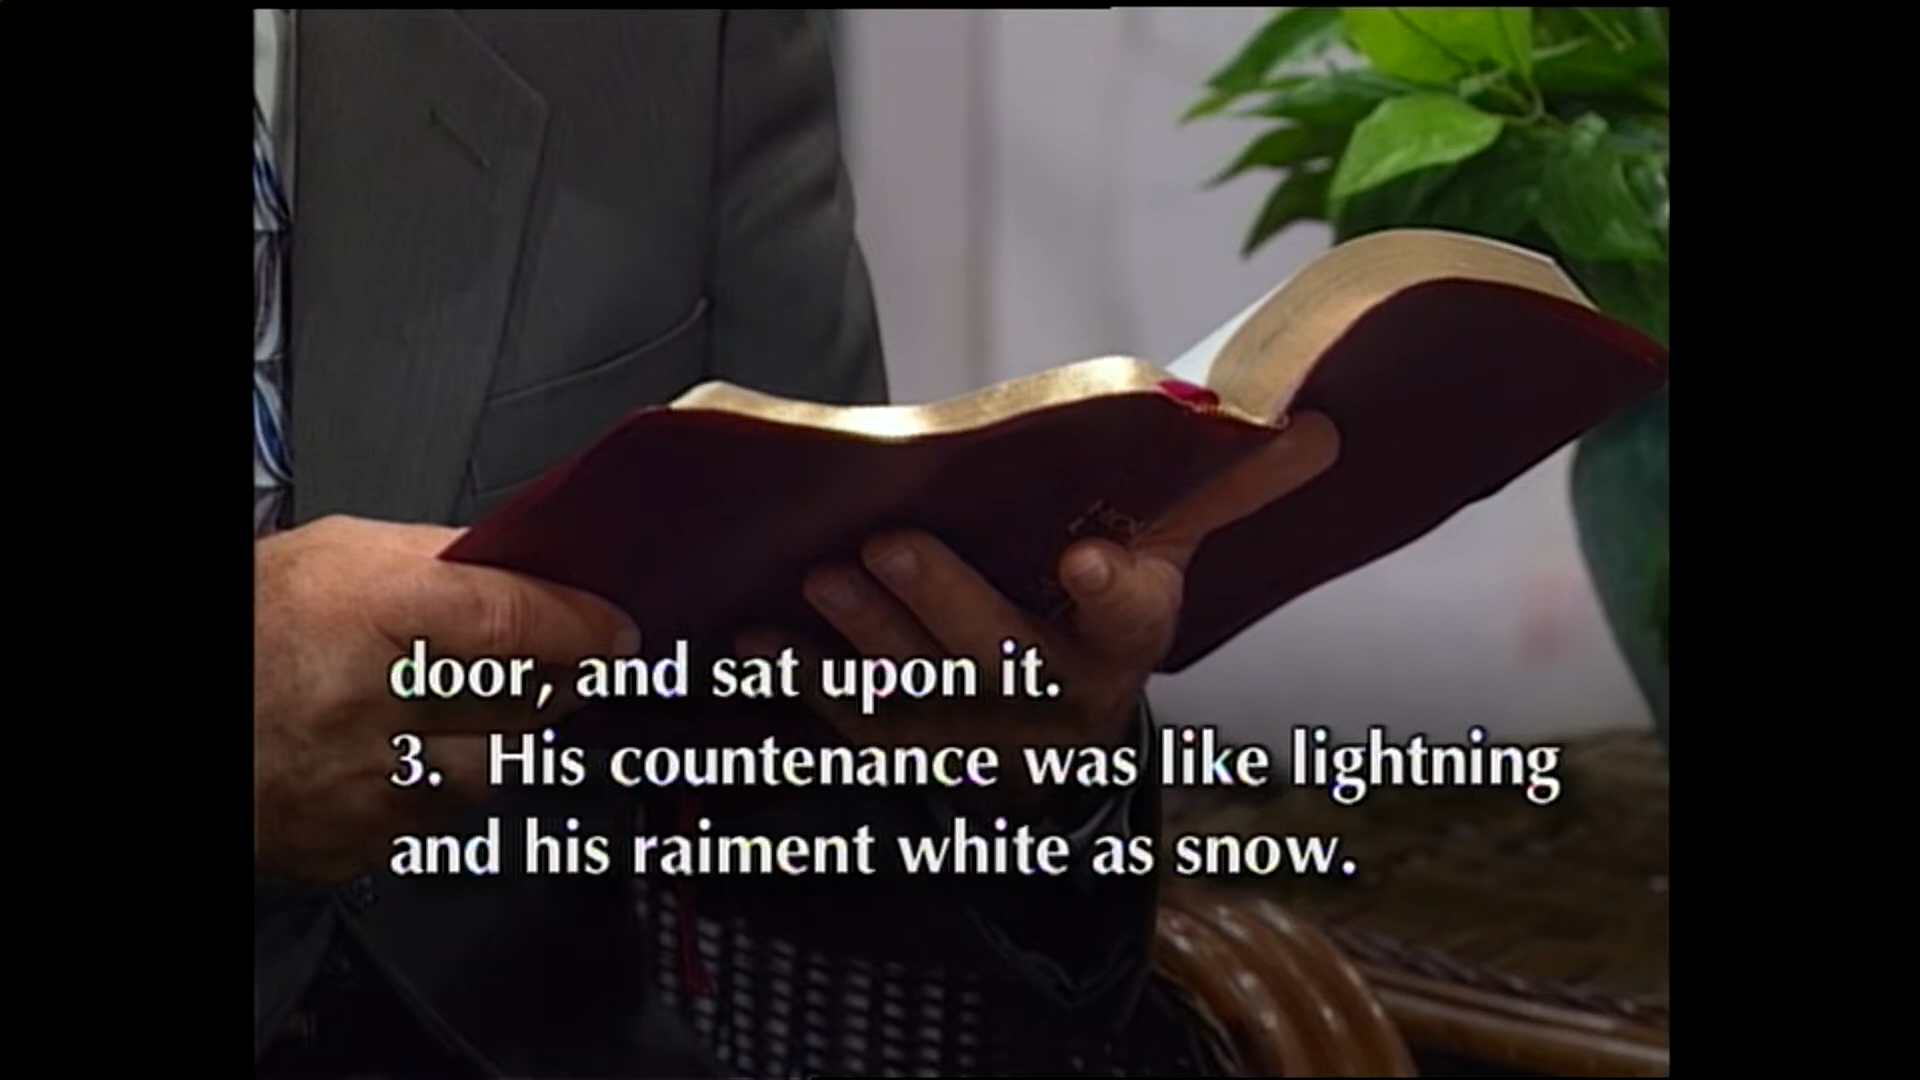 door, and sat upon it.
3. His countenance was like lightning
and his raiment white as snow.